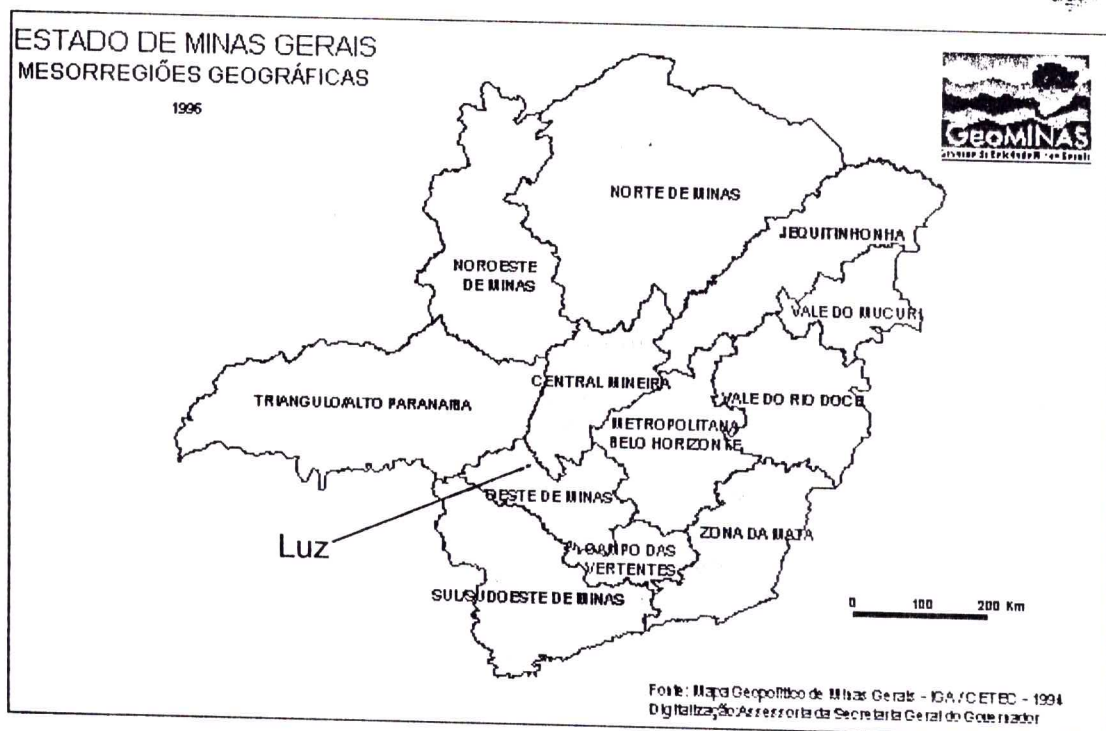 ESTADO DE MINAS GERAIS
MESORREGIÕES GEOGRÁFICAS
1996
GeoMINAS
NORTE DE MINAS
JEQUITINHONHA
NOROESTE
DE MINAS
VALE DO MUCURI
CENTRAL MINEIRA
TRIANGULO/ALTO PARANAIBA
VALE DO RIO DOCE
METROPOLITANA
BELO HORIZONTE
OESTE DE MINAS
Luz
ZONA DA MATA
CAMPO DAS
VERTENTES
SUL/SUDOESTE DE MINAS
0 100 200 Km
Fonte: Mapa Geopolítico de Minas Gerais - IGA / CETEC - 1994
Digitalização: Assessoria da Secretaria Geral do Governador